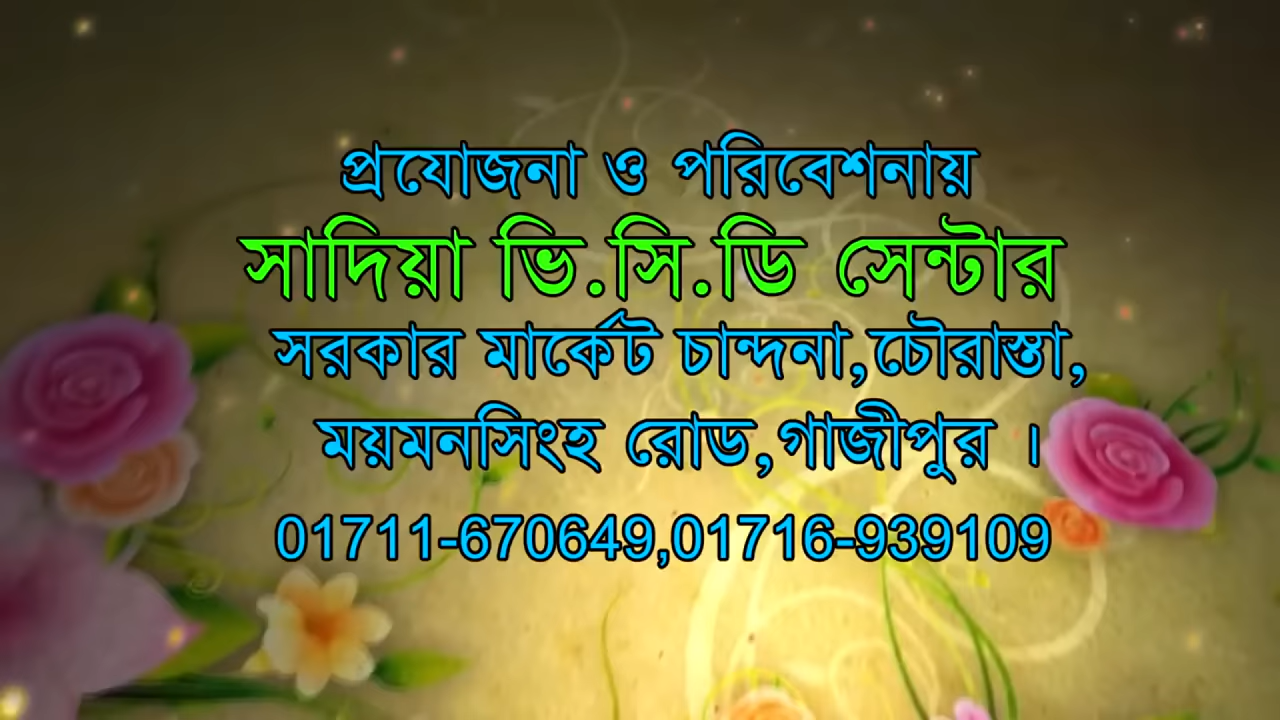 প্রযোজনা ও পরিবেশনায়
সাদিয়া ভি.সি.ডি সেন্টার
সরকার মার্কেট চান্দনা,চৌরাস্তা,
ময়মনসিংহ রোড,গাজীপুর ।
01711-670649,01716-939109